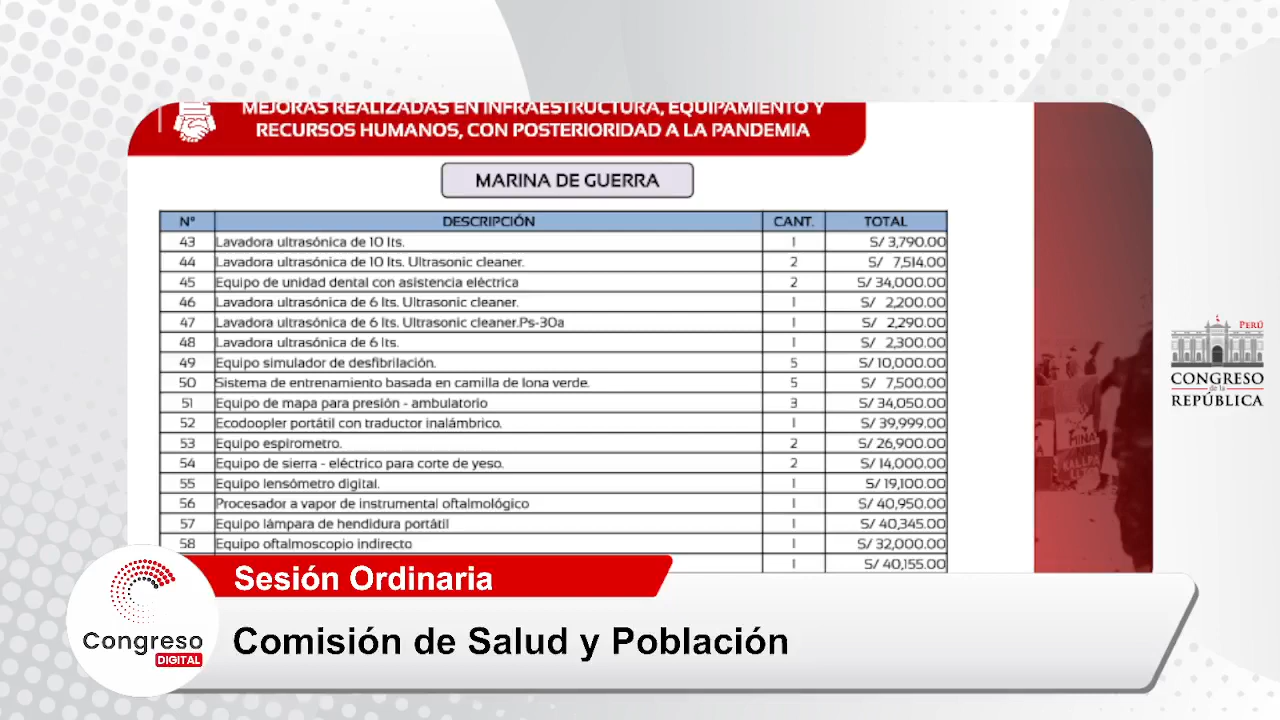 MEJORAS REALIZADAS EN INFRAESTRUCTURA, EQUIPAMIENTO Y
RECURSOS HUMANOS, CON POSTERIORIDAD A LA PANDEMIA
MARINA DE GUERRA
Nº DESCRIPCIÓN CANT. TOTAL
43 Lavadora ultrasónica de 10 lts. 1 S/ 3,790.00
44 Lavadora ultrasónica de 10 lts. Ultrasonic cleaner. 2 S/ 7,514.00
45 Equipo de unidad dental con asistencia eléctrica 2 S/ 34,000.00
46 Lavadora ultrasónica de 6 lts. Ultrasonic cleaner. 1 S/ 2,200.00
47 Lavadora ultrasónica de 6 lts. Ultrasonic cleaner.Ps-30a 1 S/ 2,290.00
48 Lavadora ultrasónica de 6 lts. 1 S/ 2,300.00
49 Equipo simulador de desfibrilación. 5 S/ 10,000.00
50 Sistema de entrenamiento basada en camilla de lona verde. 5 S/ 7,500.00
51 Equipo de mapa para presión - ambulatorio 3 S/ 34,050.00
52 Ecodoopler portátil con traductor inalámbrico. 1 S/ 39,999.00
53 Equipo espirometro. 2 S/ 26,900.00
54 Equipo de sierra - eléctrico para corte de yeso. 2 S/ 14,000.00
55 Equipo lensómetro digital. 1 S/ 19,100.00
56 Procesador a vapor de instrumental oftalmológico 1 S/ 40,950.00
57 Equipo lámpara de hendidura portátil 1 S/ 40,345.00
58 Equipo oftalmoscopio indirecto 1 S/ 32,000.00
1 S/ 40,155.00
MINA
KALLPA
PERÚ
CONGRESO
de la
REPÚBLICA
Sesión Ordinaria
Comisión de Salud y Población
Congreso
DIGITAL